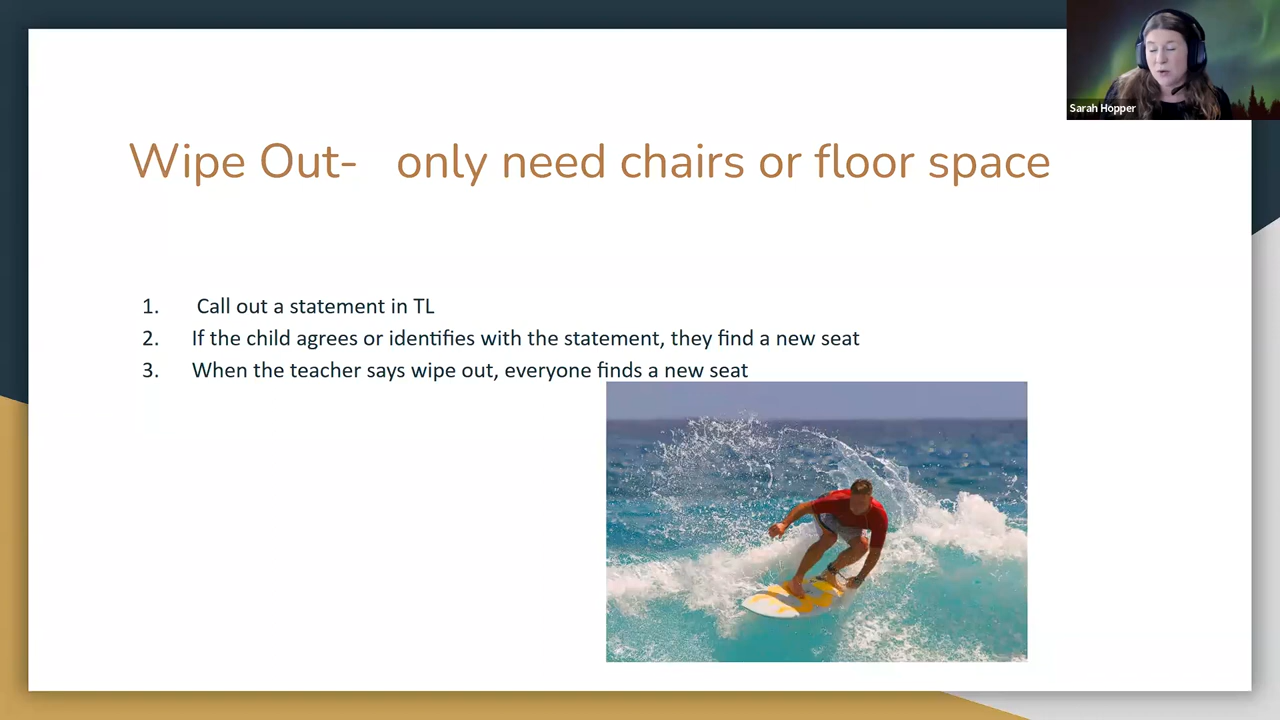 Sarah Hopper
Wipe Out- only need chairs or floor space
1. Call out a statement in TL
2. If the child agrees or identifies with the statement, they find a new seat
3. When the teacher says wipe out, everyone finds a new seat